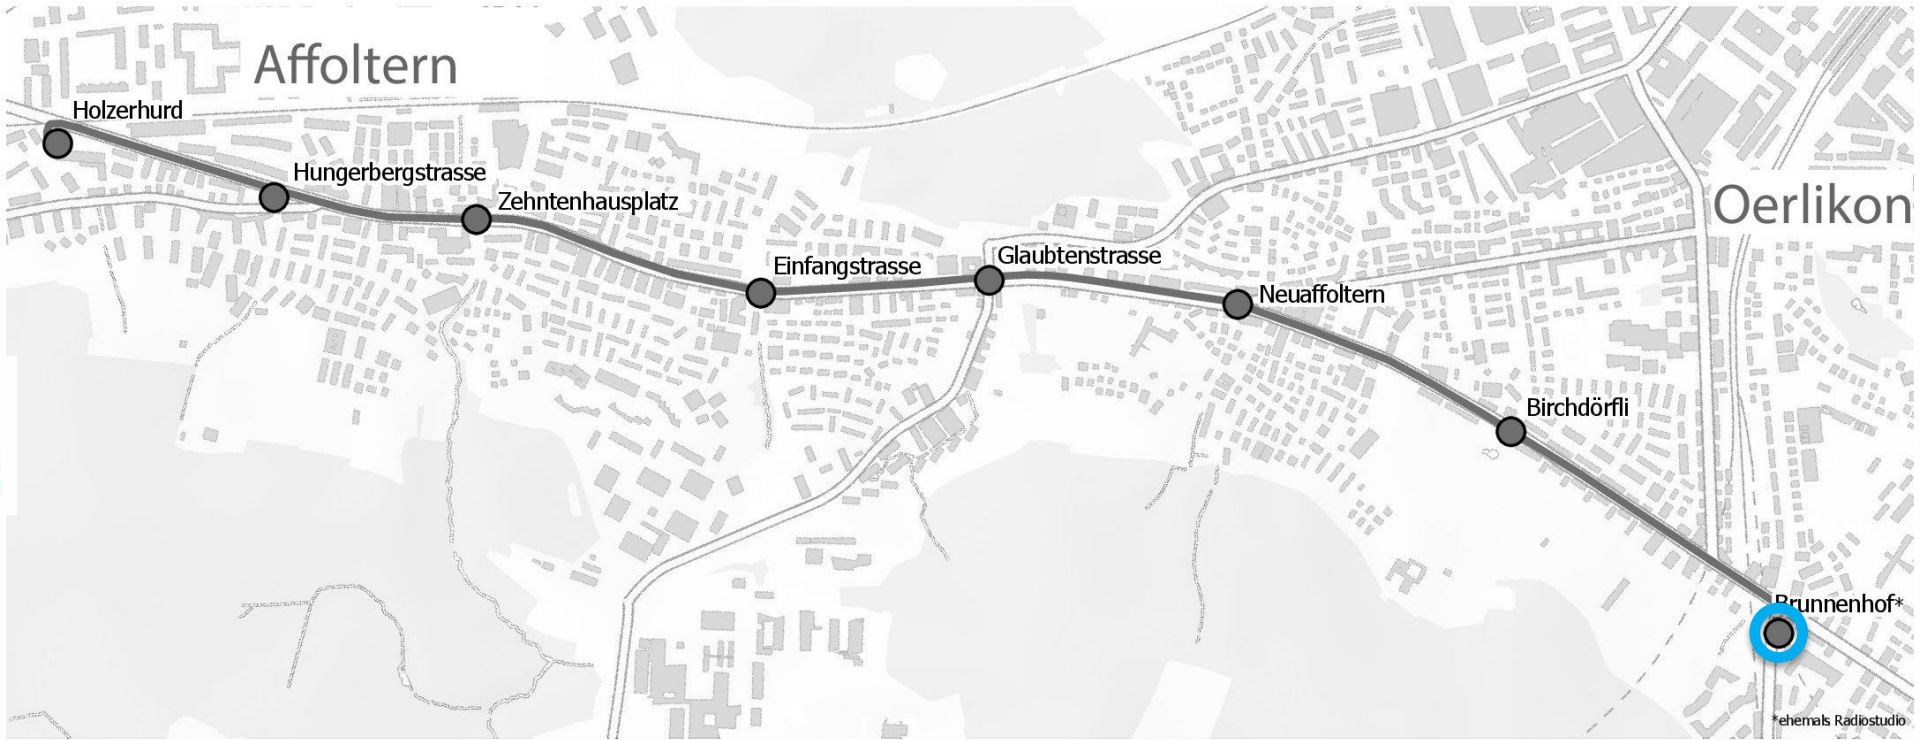 Affoltern
Holzerhurd
Hungerbergstrasse
Zehntenhausplatz
Oerlikon
Einfangstrasse
Glaubtenstrasse
Neuaffoltern
Birchdörfli
Brunnenhof*
*ehemals Radiostudio